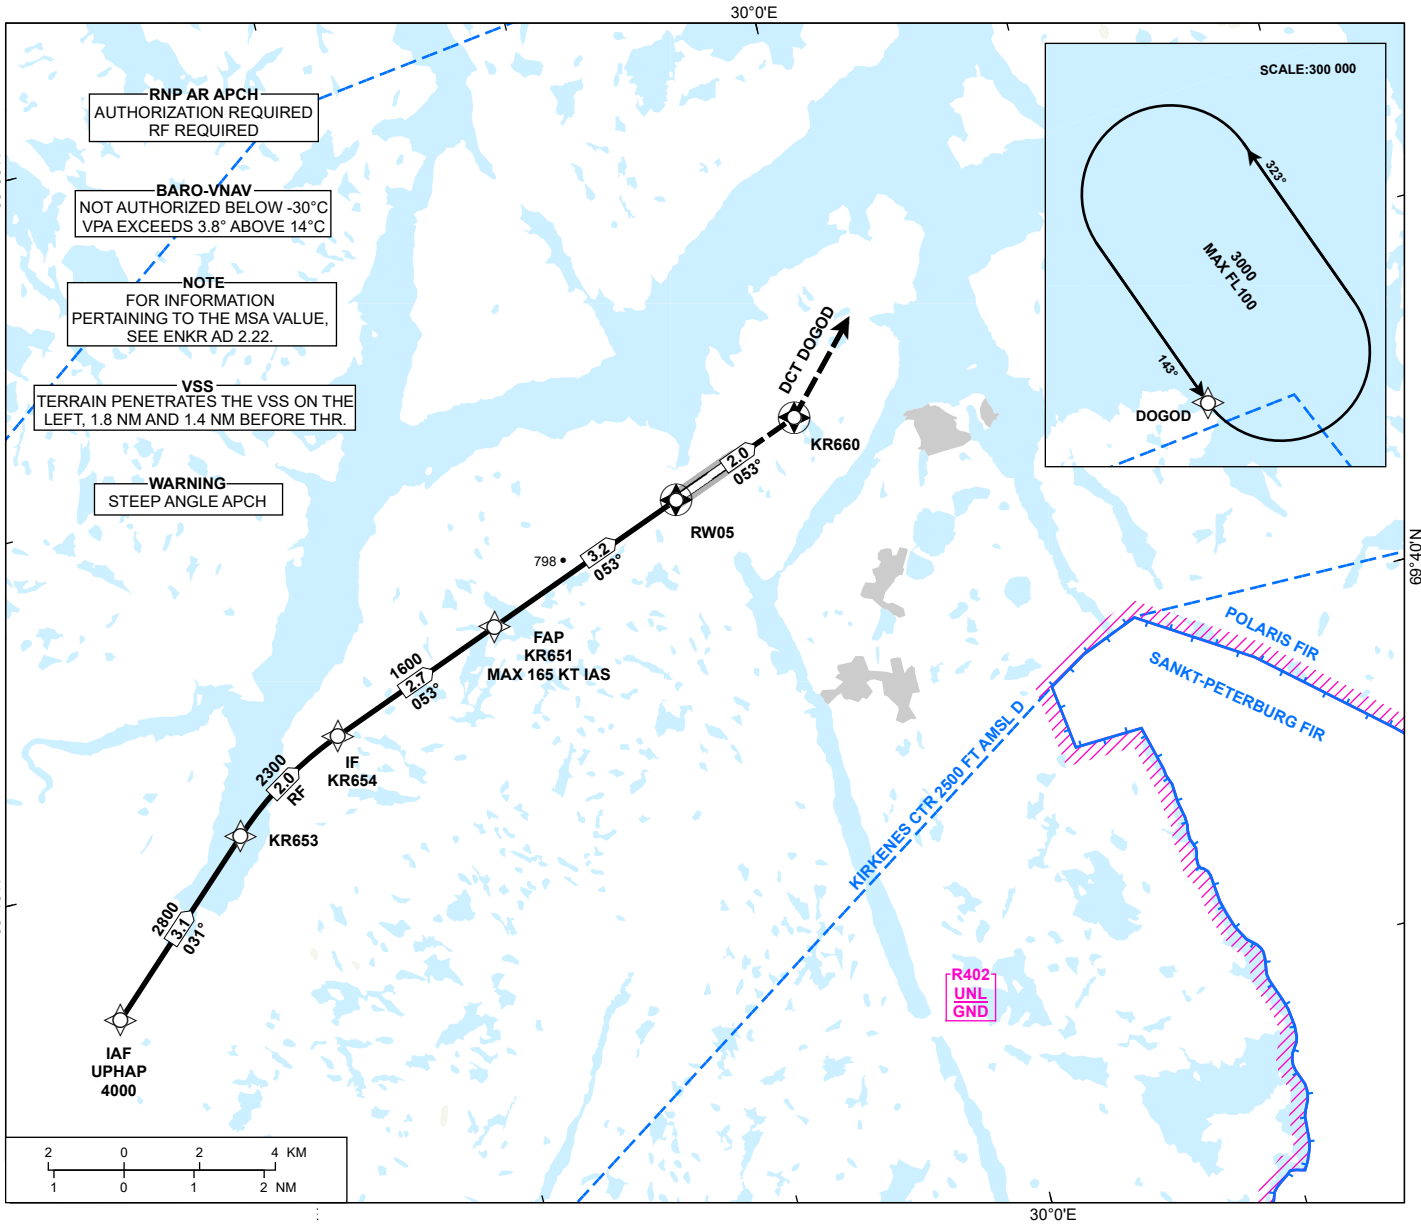 30°0'E
RNP AR APCH
AUTHORIZATION REQUIRED
RF REQUIRED
BARO-VNAV
NOT AUTHORIZED BELOW -30°C
VPA EXCEEDS 3.8° ABOVE 14°C
NOTE
FOR INFORMATION
PERTAINING TO THE MSA VALUE,
SEE ENKR AD 2.22.
VSS
TERRAIN PENETRATES THE VSS ON THE
LEFT, 1.8 NM AND 1.4 NM BEFORE THR.
WARNING
STEEP ANGLE APCH
SCALE:300 000
323°
3000
MAX FL100
143°
DOGOD
DCT DOGOD
KR660
2.0
053°
RW05
798
3.2
053°
FAP
KR651
MAX 165 KT IAS
1600
2.7
053°
IF
KR654
2300
2.0
RF
KR653
2800
3.1
031°
IAF
UPHAP
4000
69°40'N
POLARIS FIR
SANKT-PETERBURG FIR
KIRKENES CTR 2500 FT AMSL D
R402
UNL
GND
2 0 2 4 KM
1 0 1 2 NM
30°0'E